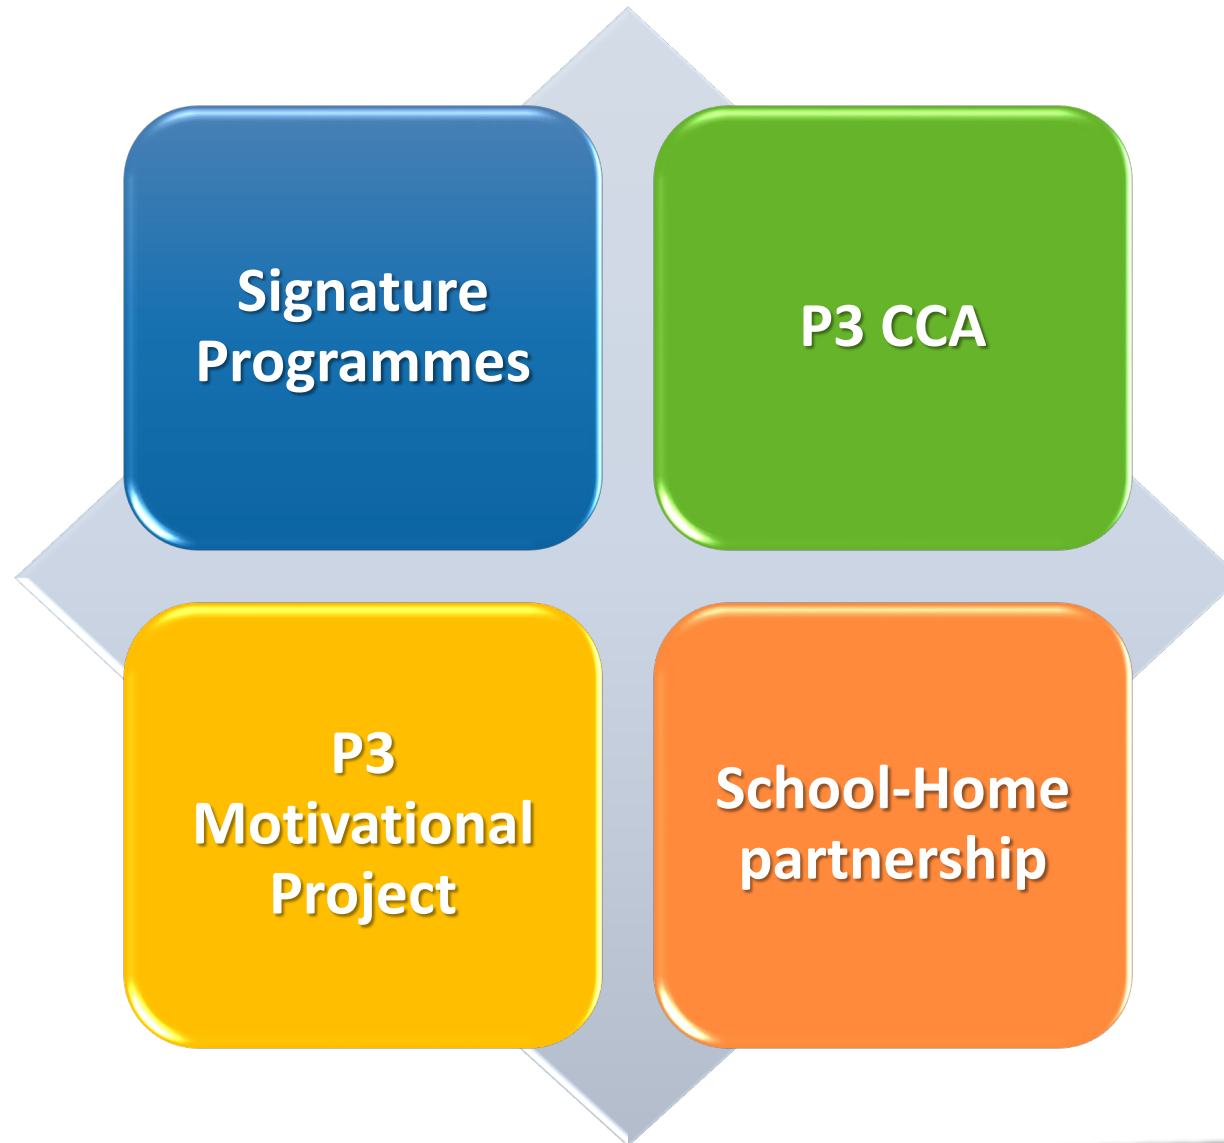 Signature
Programmes
P3 CCA
P3
Motivational
Project
School-Home
partnership